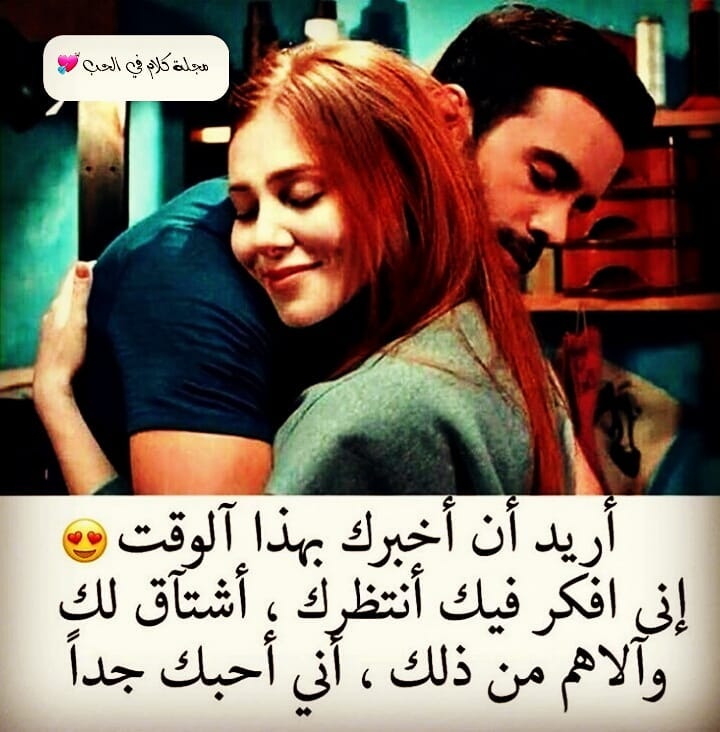 مجلة كلام في الحب 💘
أريد أن أخبرك بهذا آلوقت 😍
إنى افكر فيك أنتظرك ، أشتآق لك
وآلاهم من ذلك ، أني أحبك جداً